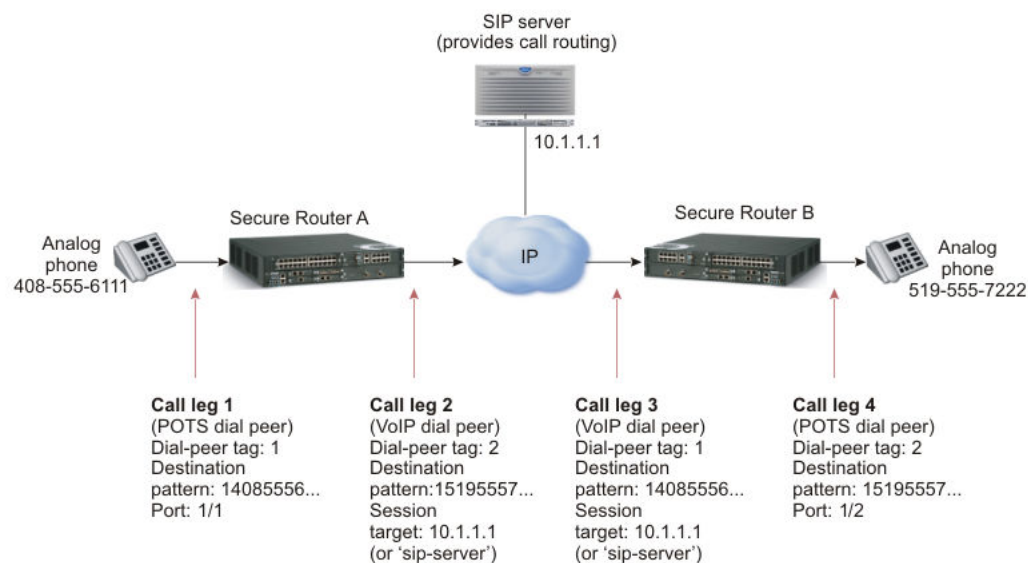 SIP server
(provides call routing)
10.1.1.1
Secure Router A
Secure Router B
Analog
phone
408-555-6111
IP
Analog
phone
519-555-7222
Call leg 1
(POTS dial peer)
Dial-peer tag: 1
Destination
pattern: 14085556...
Port: 1/1
Call leg 2
(VoIP dial peer)
Dial-peer tag: 2
Destination
pattern:15195557...
Session
target: 10.1.1.1
(or ‘sip-server’)
Call leg 3
(VoIP dial peer)
Dial-peer tag: 1
Destination
pattern: 14085556...
Session
target: 10.1.1.1
(or ‘sip-server’)
Call leg 4
(POTS dial peer)
Dial-peer tag: 2
Destination
pattern: 15195557...
Port: 1/2